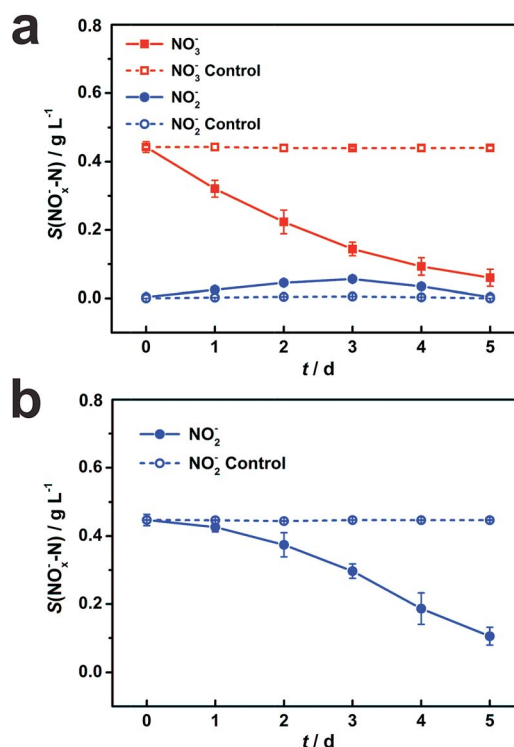 a
S(NOₓ⁻-N) / g L⁻¹
0.8
0.6
0.4
0.2
0.0
NO₃⁻
NO₃⁻ Control
NO₂⁻
NO₂⁻ Control
0 1 2 3 4 5
t / d
b
S(NOₓ⁻-N) / g L⁻¹
0.8
0.6
0.4
0.2
0.0
NO₂⁻
NO₂⁻ Control
0 1 2 3 4 5
t / d